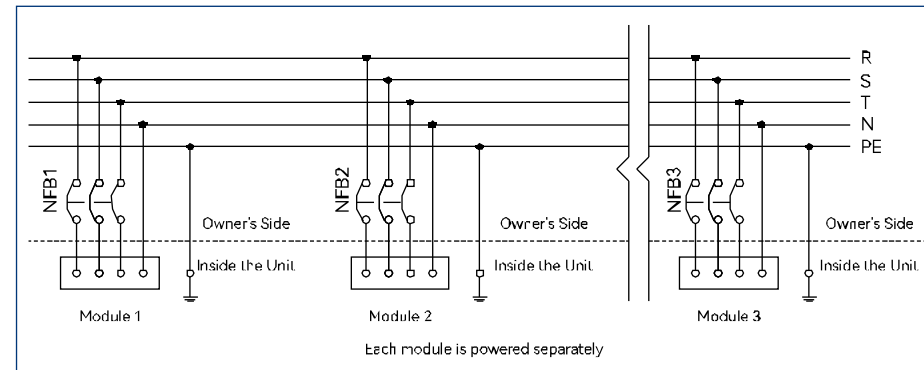 R
S
T
N
PE
NFB1
NFB2
NFB3
Owner's Side
Owner's Side
Owner's Side
Inside the Unit
Inside the Unit
Inside the Unit
Module 1
Module 2
Module 3
Each module is powered separately